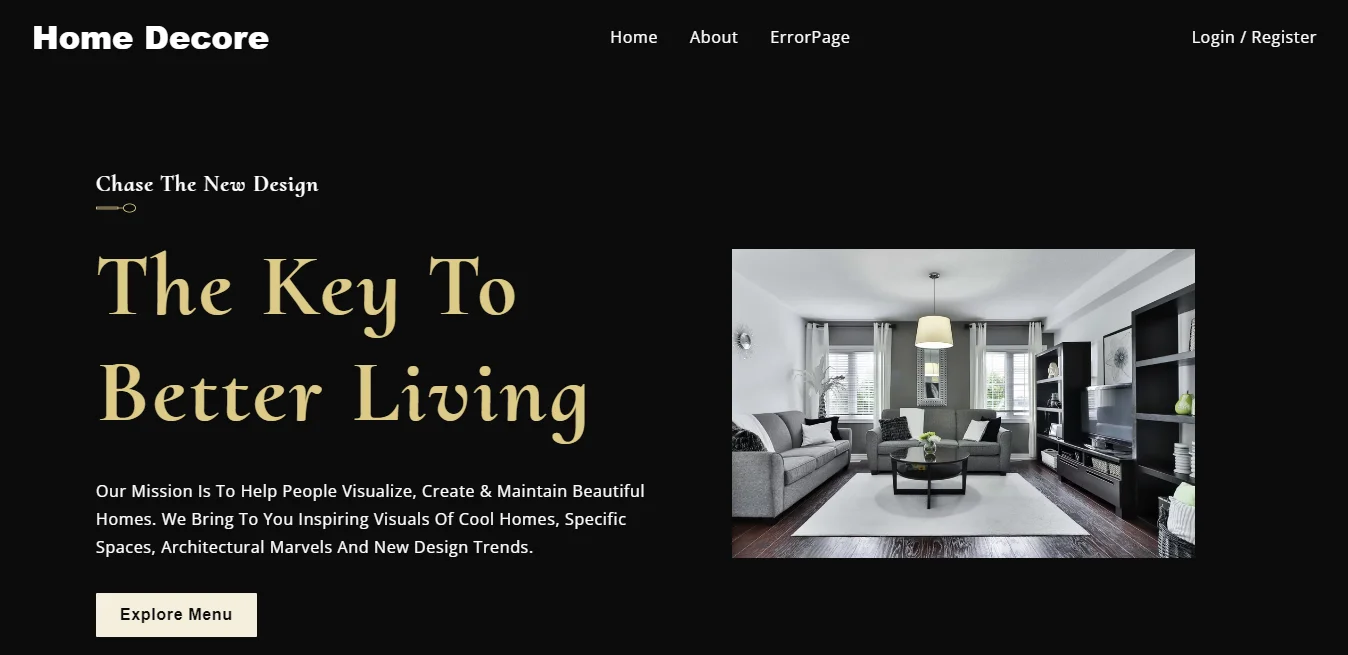 Home Decore
Home About ErrorPage
Login / Register
Chase The New Design
The Key To
Better Living
Our Mission Is To Help People Visualize, Create & Maintain Beautiful
Homes. We Bring To You Inspiring Visuals Of Cool Homes, Specific
Spaces, Architectural Marvels And New Design Trends.
Explore Menu